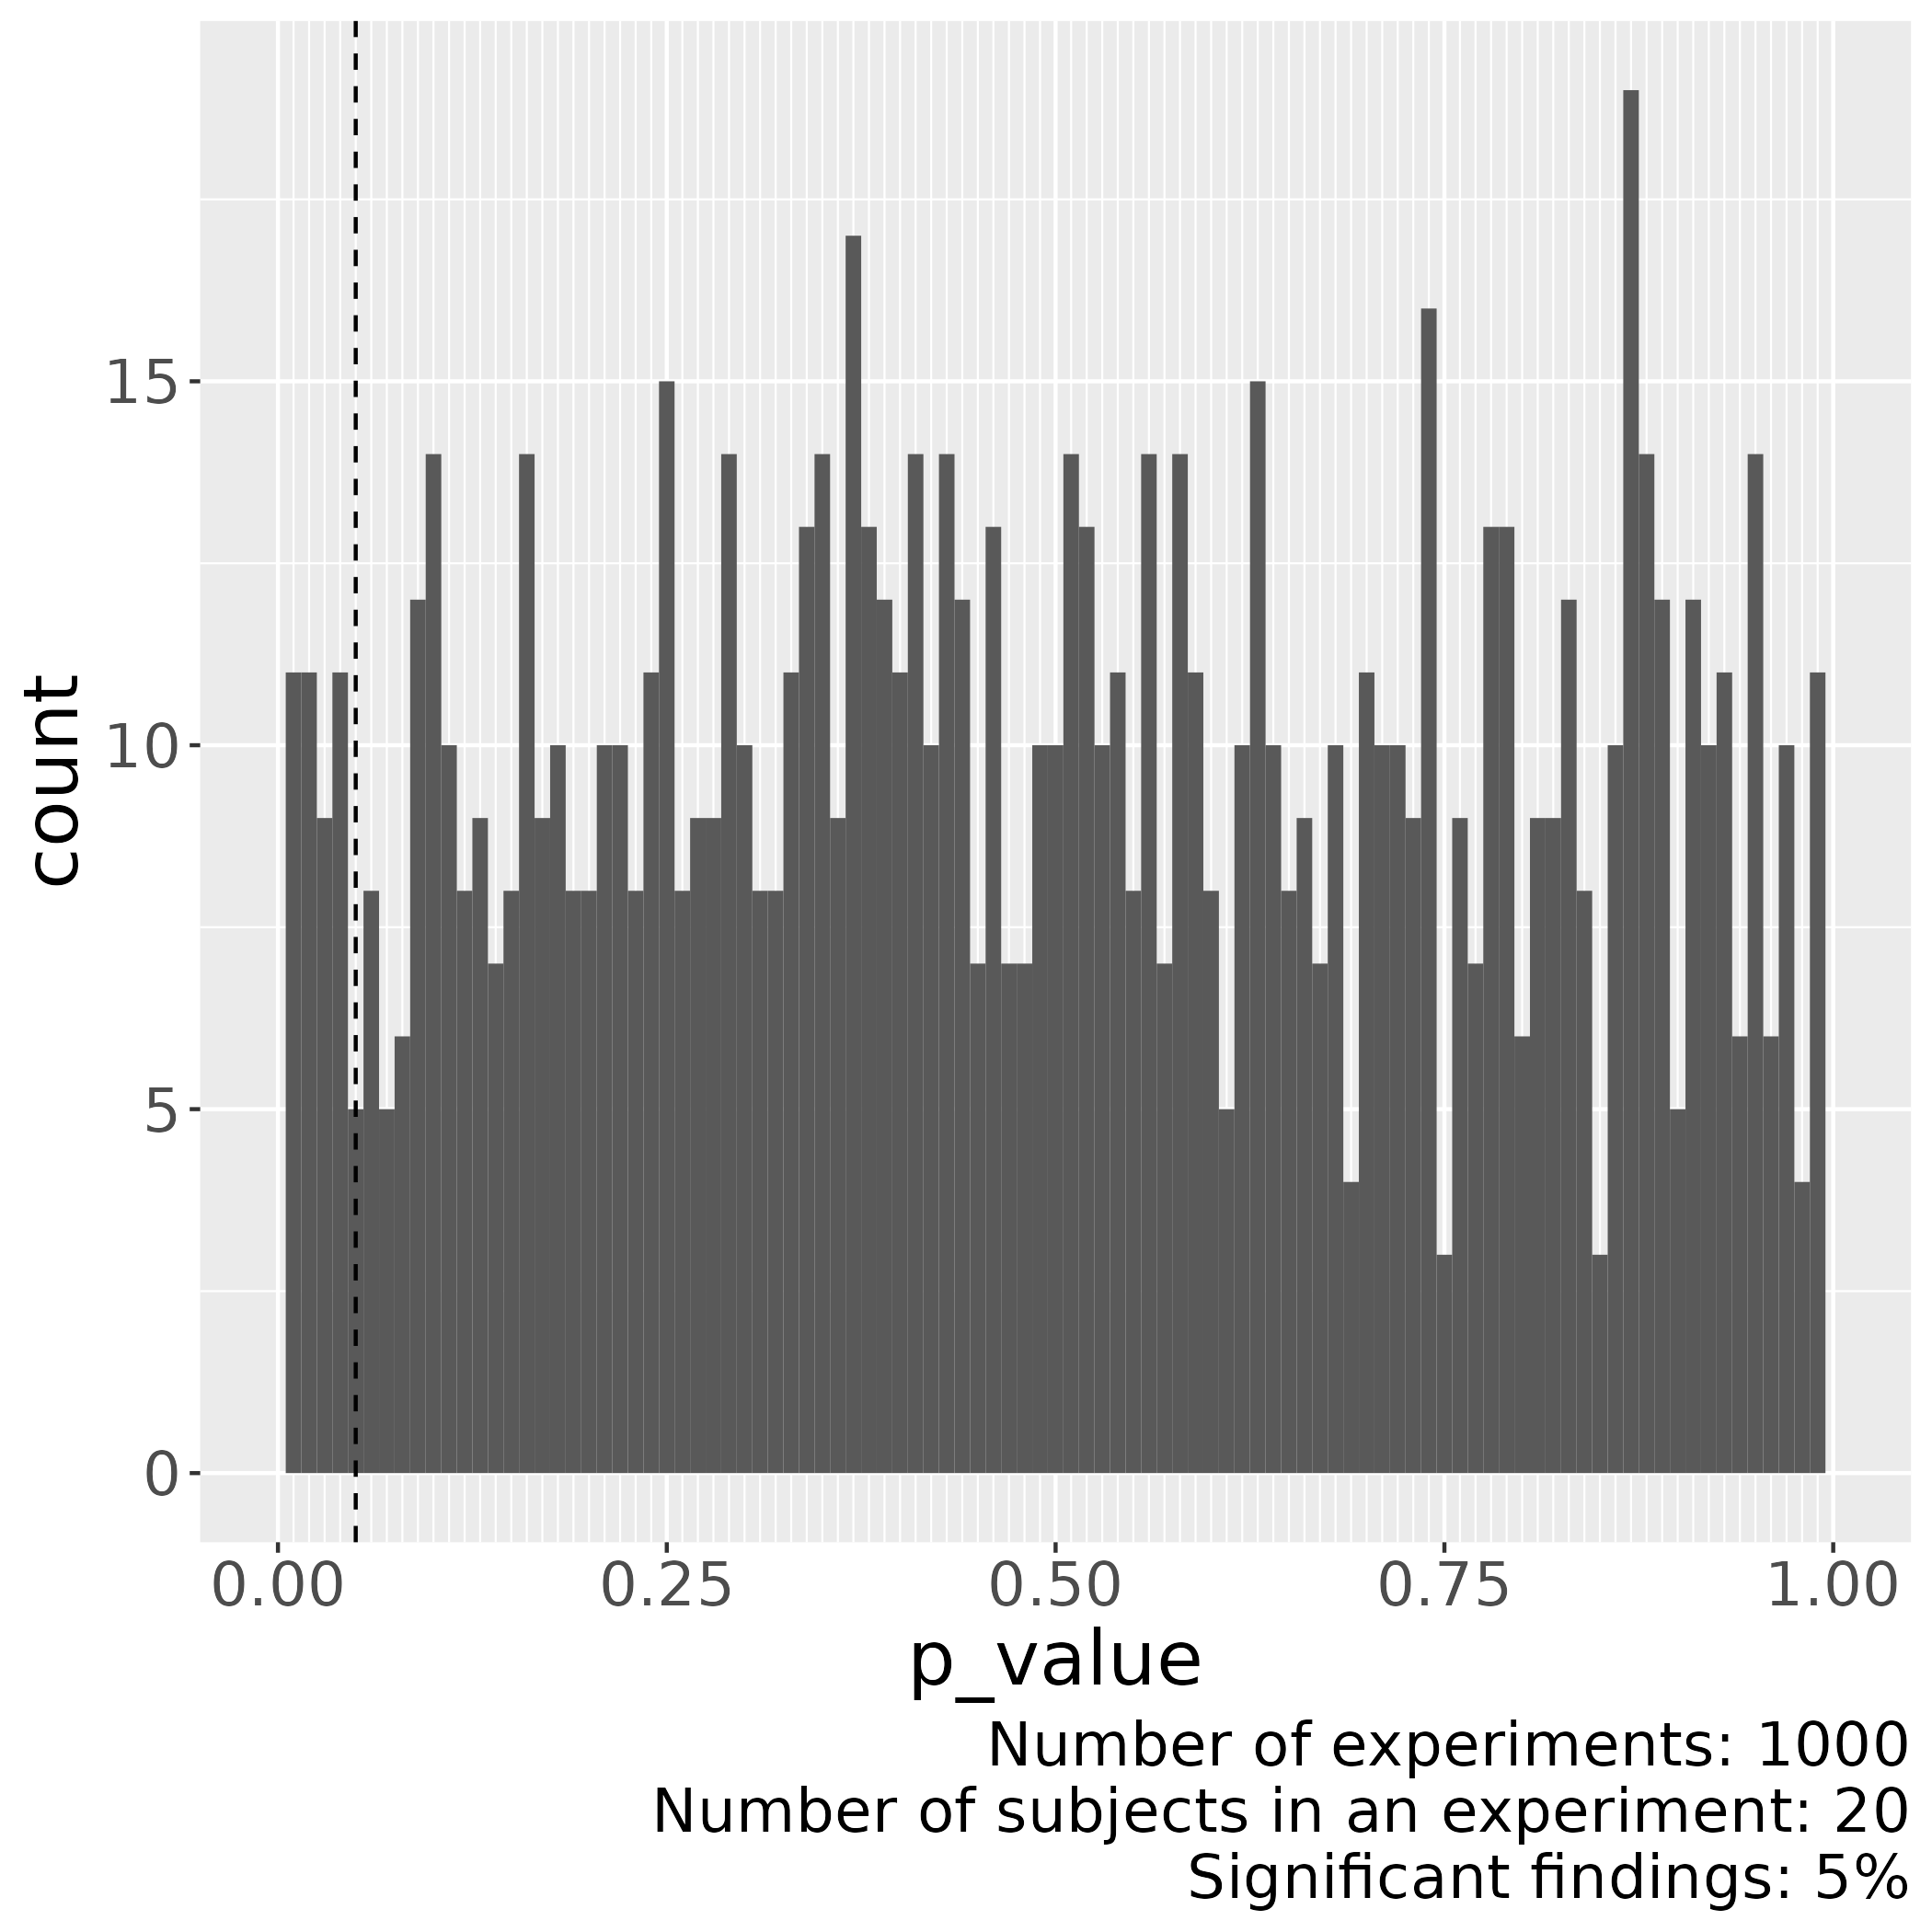 count
15
10
5
0
0.00 0.25 0.50 0.75 1.00
p_value
Number of experiments: 1000
Number of subjects in an experiment: 20
Significant findings: 5%